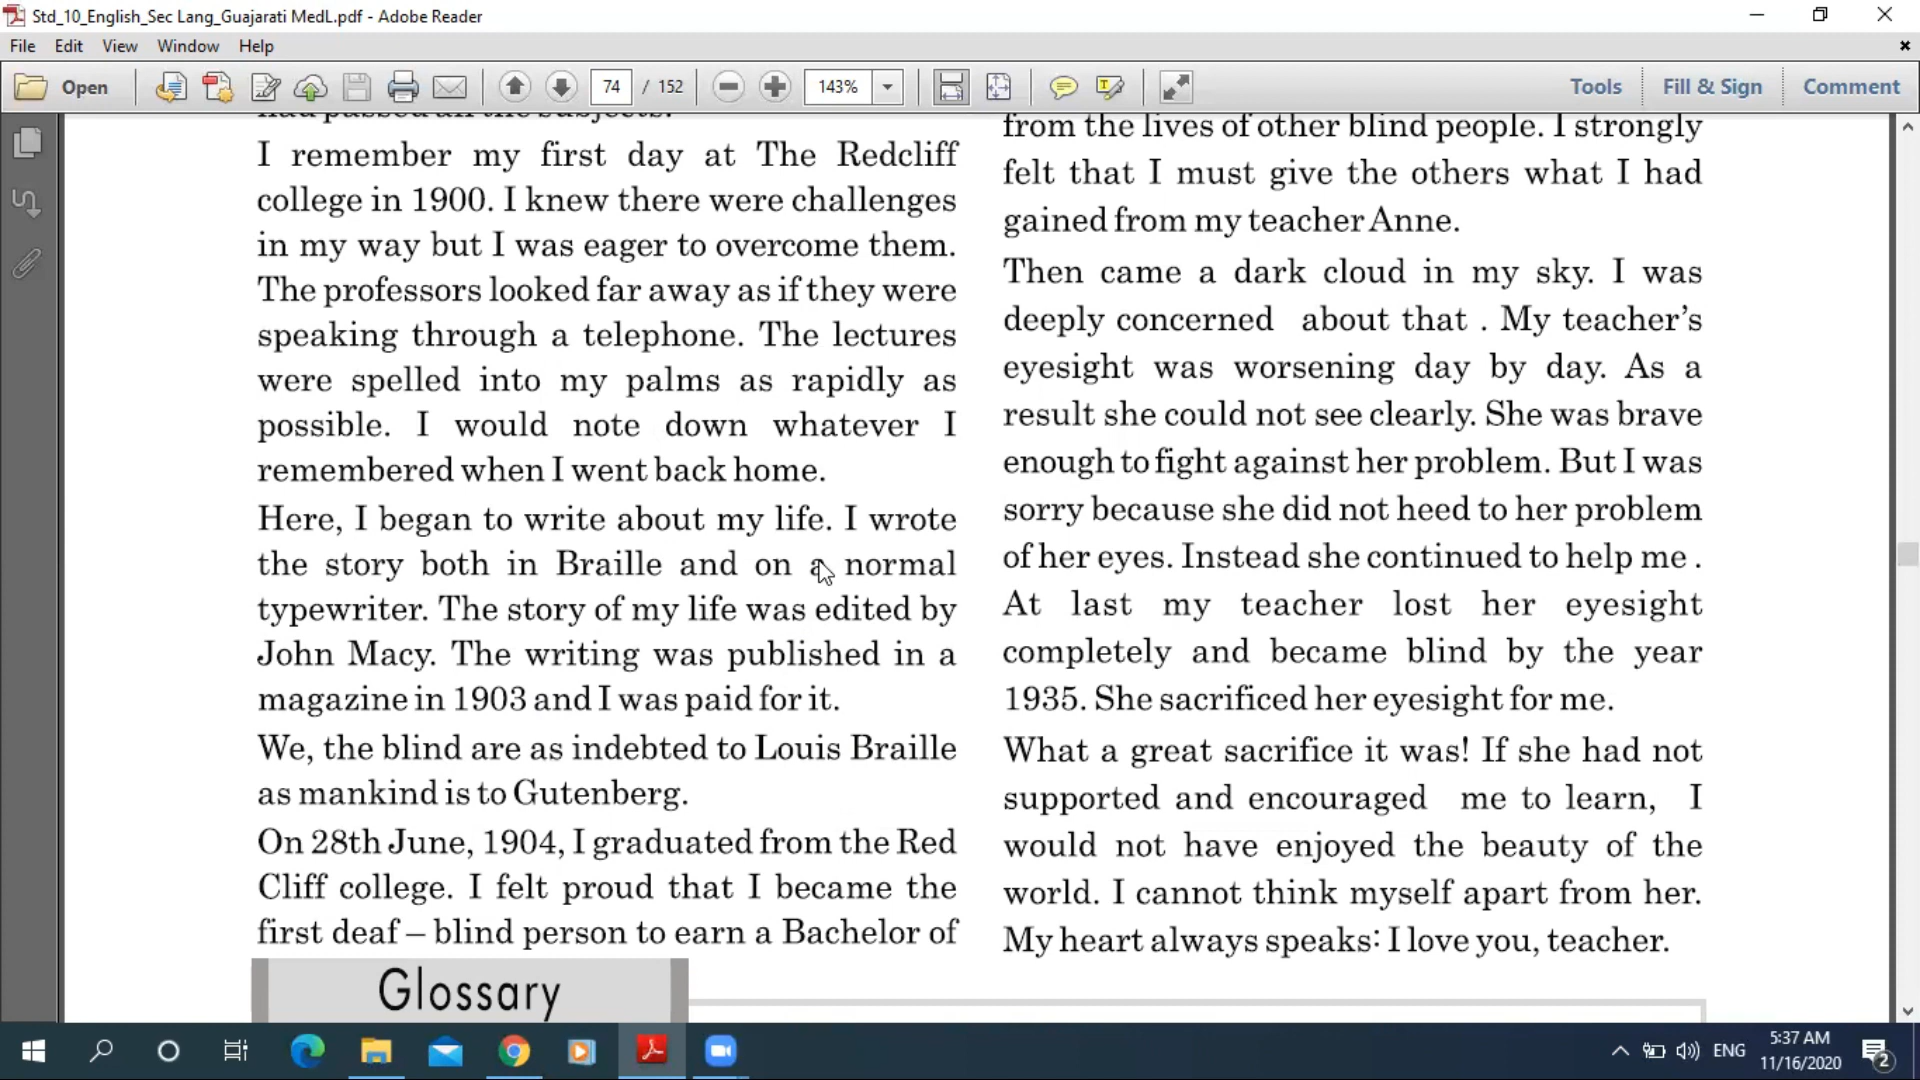 Std_10_English_Sec Lang_Guajarati MedL.pdf - Adobe Reader
File Edit View Window Help
Open 74 / 152 143% Tools Fill & Sign Comment
had passed all the subjects.
I remember my first day at The Redcliff
college in 1900. I knew there were challenges
in my way but I was eager to overcome them.
The professors looked far away as if they were
speaking through a telephone. The lectures
were spelled into my palms as rapidly as
possible. I would note down whatever I
remembered when I went back home.
Here, I began to write about my life. I wrote
the story both in Braille and on a normal
typewriter. The story of my life was edited by
John Macy. The writing was published in a
magazine in 1903 and I was paid for it.
We, the blind are as indebted to Louis Braille
as mankind is to Gutenberg.
On 28th June, 1904, I graduated from the Red
Cliff college. I felt proud that I became the
first deaf – blind person to earn a Bachelor of
from the lives of other blind people. I strongly
felt that I must give the others what I had
gained from my teacher Anne.
Then came a dark cloud in my sky. I was
deeply concerned about that . My teacher's
eyesight was worsening day by day. As a
result she could not see clearly. She was brave
enough to fight against her problem. But I was
sorry because she did not heed to her problem
of her eyes. Instead she continued to help me .
At last my teacher lost her eyesight
completely and became blind by the year
1935. She sacrificed her eyesight for me.
What a great sacrifice it was! If she had not
supported and encouraged me to learn, I
would not have enjoyed the beauty of the
world. I cannot think myself apart from her.
My heart always speaks: I love you, teacher.
Glossary
ENG
5:37 AM
11/16/2020
2